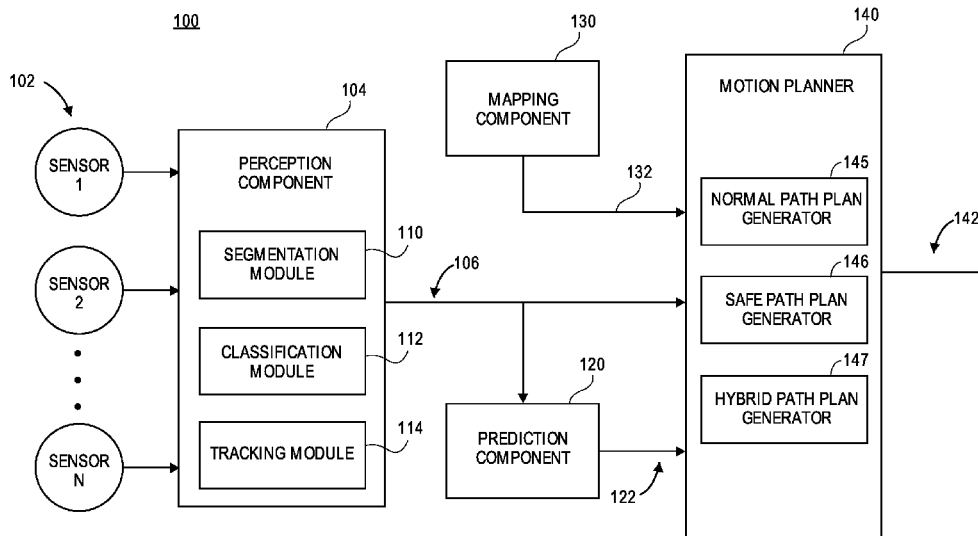 100
102
SENSOR
1
SENSOR
2
SENSOR
N
104
PERCEPTION
COMPONENT
SEGMENTATION
MODULE
110
CLASSIFICATION
MODULE
112
TRACKING MODULE
114
106
130
MAPPING
COMPONENT
132
120
PREDICTION
COMPONENT
122
140
MOTION PLANNER
145
NORMAL PATH PLAN
GENERATOR
146
SAFE PATH PLAN
GENERATOR
147
HYBRID PATH PLAN
GENERATOR
142